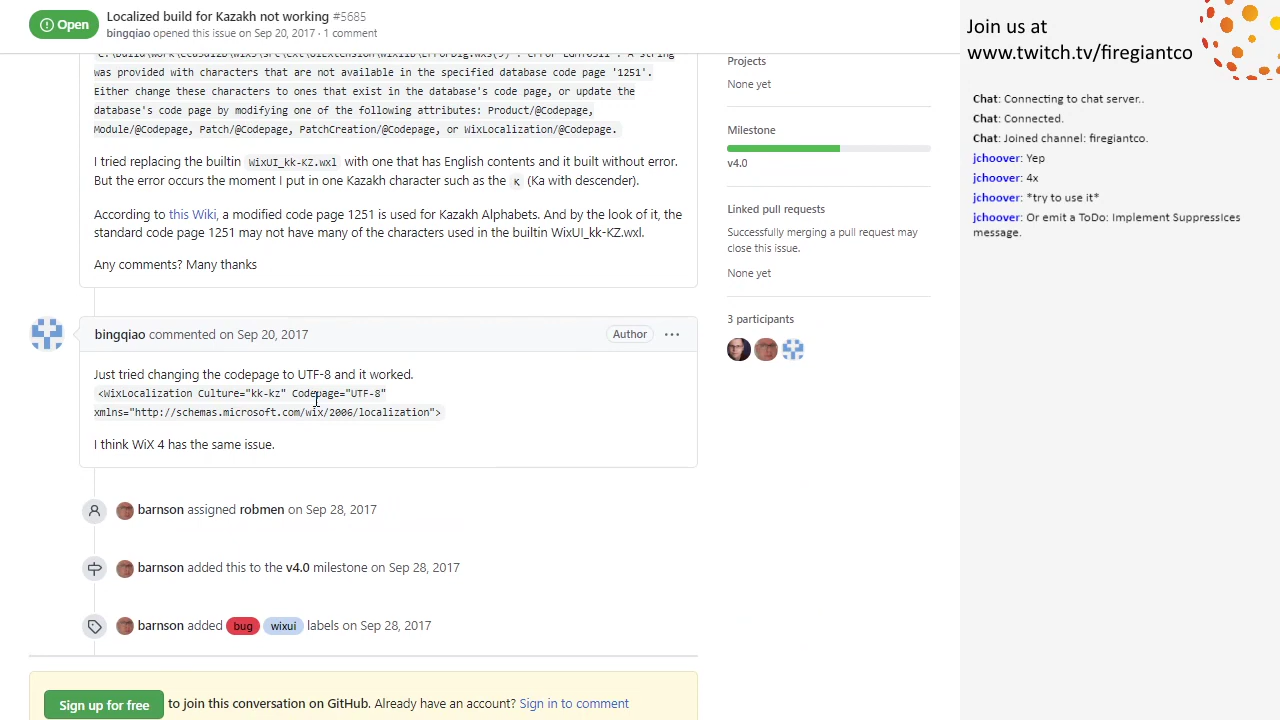 Open
Localized build for Kazakh not working #5685
bingqiao opened this issue on Sep 20, 2017 · 1 comment
was provided with characters that are not available in the specified database code page '1251'.
Either change these characters to ones that exist in the database's code page, or update the
database's code page by modifying one of the following attributes: Product/@Codepage,
Module/@Codepage, Patch/@Codepage, PatchCreation/@Codepage, or WixLocalization/@Codepage.
I tried replacing the builtin WixUI_kk-KZ.wxl with one that has English contents and it built without error.
But the error occurs the moment I put some Kazakh character such as the қ (Ka with descender).
According to this Wiki, a modified code page 1251 is used for Kazakh Alphabets. And by the look of it, the
standard code page 1251 may not have many of the characters used in the builtin WixUI_kk-KZ.wxl.
Any comments? Many thanks
bingqiao commented on Sep 20, 2017
Author
Just tried changing the codepage to UTF-8 and it worked.
<WixLocalization Culture="kk-kz" Codepage="UTF-8"
xmlns="http://schemas.microsoft.com/wix/2006/localization">
I think WiX 4 has the same issue.
barnson assigned robmen on Sep 28, 2017
barnson added this to the v4.0 milestone on Sep 28, 2017
barnson added bug wixui labels on Sep 28, 2017
Sign up for free to join this conversation on GitHub. Already have an account? Sign in to comment
Projects
None yet
Milestone
v4.0
Linked pull requests
Successfully merging a pull request may
close this issue.
None yet
3 participants
Join us at
www.twitch.tv/firegiantco
Chat: Connecting to chat server..
Chat: Connected.
Chat: Joined channel: firegiantco.
jchoover: Yep
jchoover: 4x
jchoover: *try to use it*
jchoover: Or emit a ToDo: Implement SuppressIces
message.